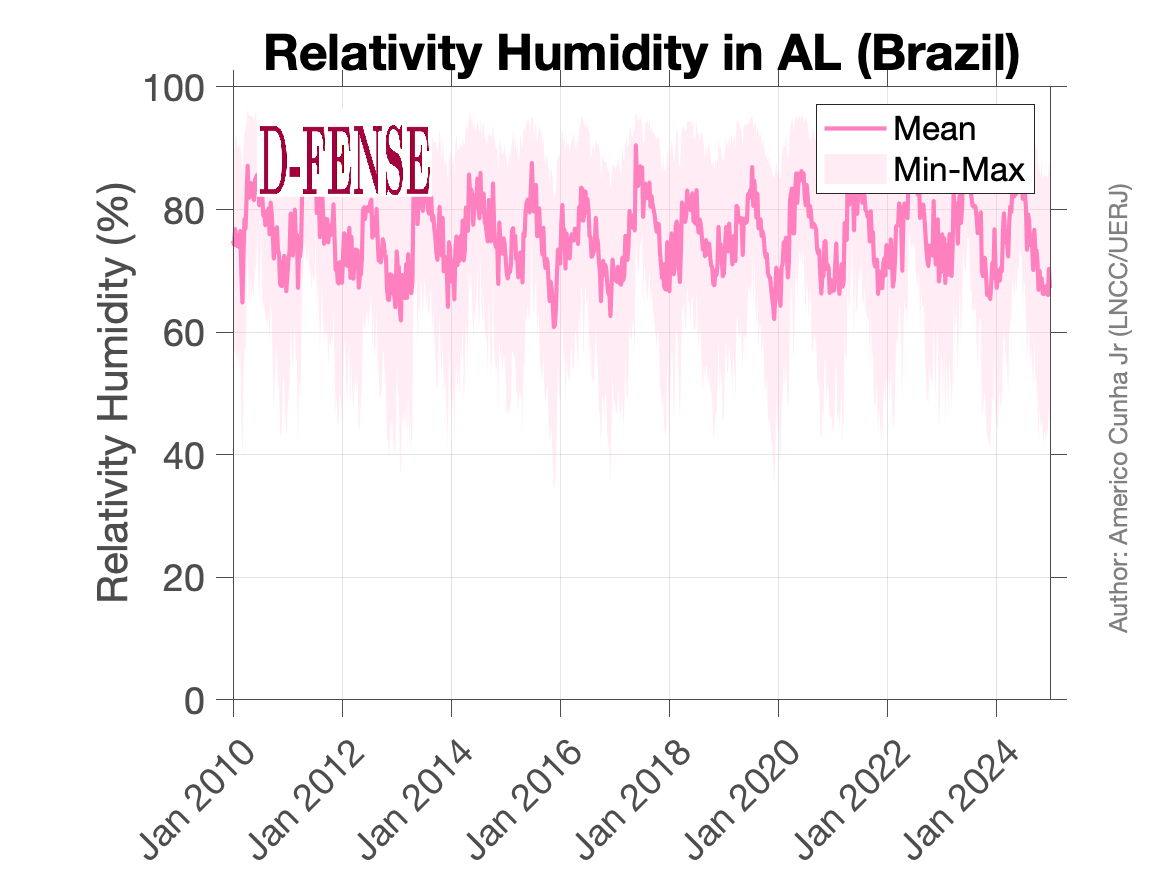 Relativity Humidity in AL (Brazil)
D-FENSE
Mean
Min-Max
Relativity Humidity (%)
100
80
60
40
20
0
Jan 2010
Jan 2012
Jan 2014
Jan 2016
Jan 2018
Jan 2020
Jan 2022
Jan 2024
Author: Americo Cunha Jr (LNCC/UERJ)